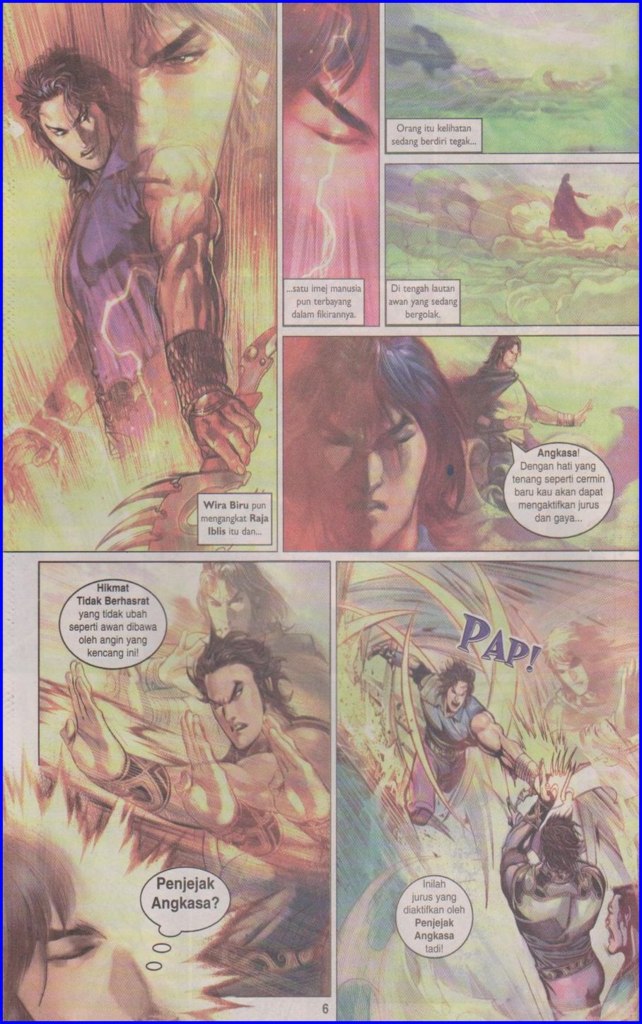 Wira Biru pun
mengangkat Raja
Iblis itu dan...
...satu imej manusia
pun terbayang
dalam fikirannya.
Orang itu kelihatan
sedang berdiri tegak...
Di tengah lautan
awan yang sedang
bergolak.
Angkasa!
Dengan hati yang
tenang seperti cermin
baru kau akan dapat
mengaktifkan jurus
dan gaya...
Hikmat
Tidak Berhasrat
yang tidak ubah
seperti awan dibawa
oleh angin yang
kencang ini!
Penjejak
Angkasa?
PAP!
Inilah
jurus yang
diaktifkan oleh
Penjejak
Angkasa
tadi!
6